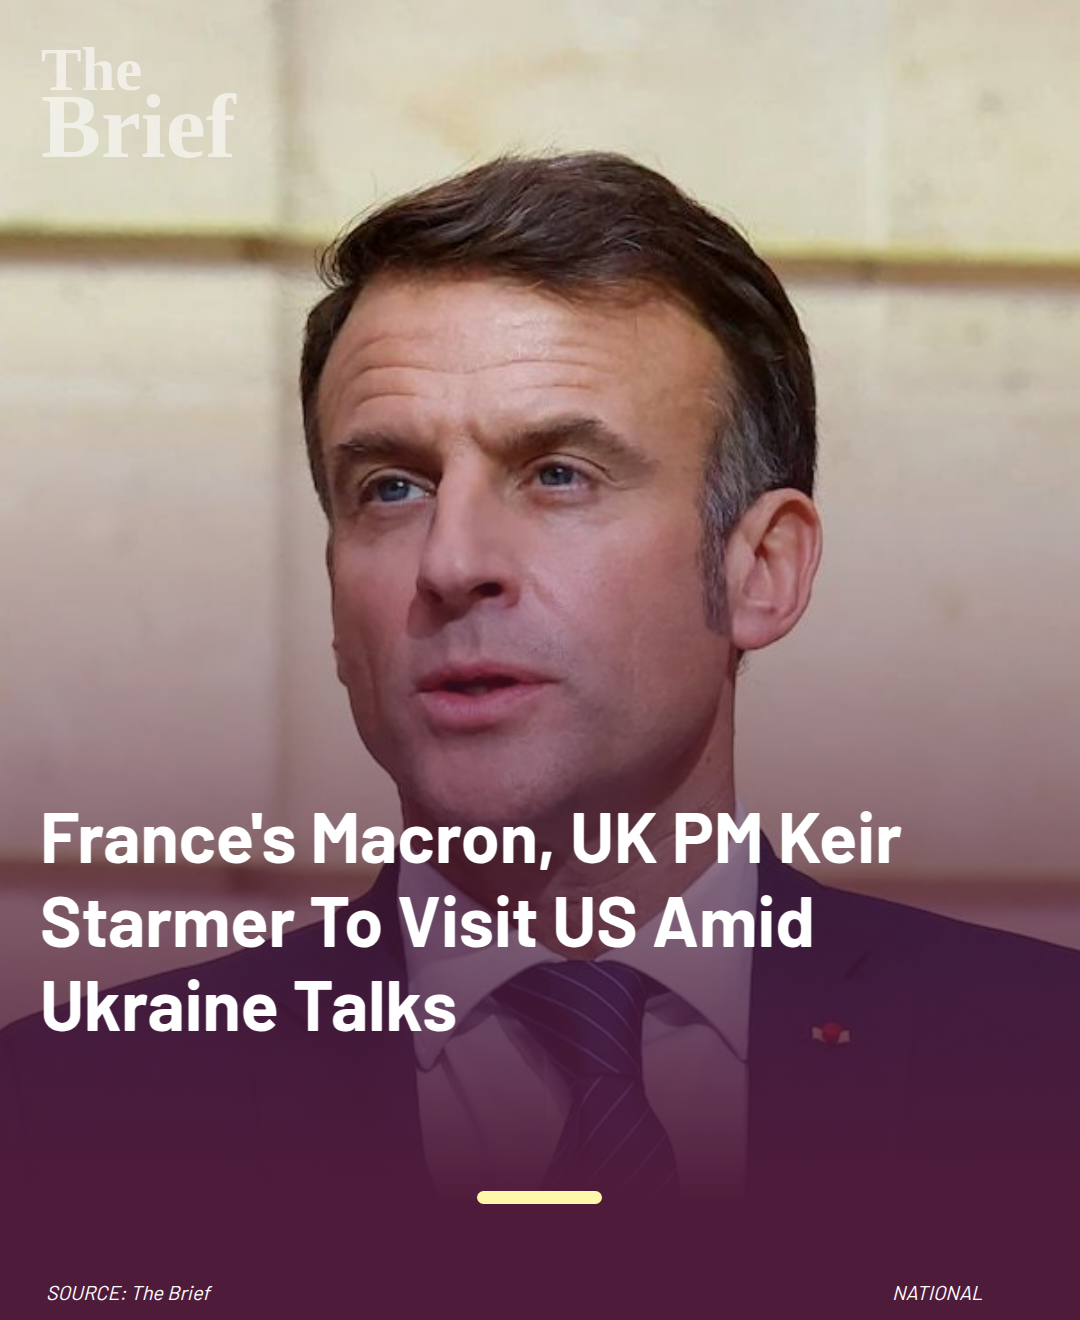 The
Brief
France's Macron, UK PM Keir
Starmer To Visit US Amid
Ukraine Talks
SOURCE: The Brief
NATIONAL